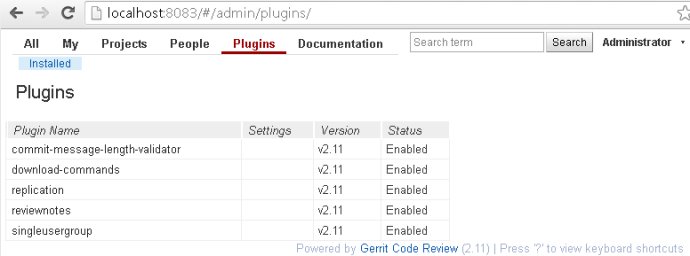 localhost:8083/#/admin/plugins/
All My Projects People Plugins Documentation Search term Search Administrator
Installed
Plugins
Plugin Name Settings Version Status
commit-message-length-validator v2.11 Enabled
download-commands v2.11 Enabled
replication v2.11 Enabled
reviewnotes v2.11 Enabled
singleusergroup v2.11 Enabled
Powered by Gerrit Code Review (2.11) | Press '?' to view keyboard shortcuts